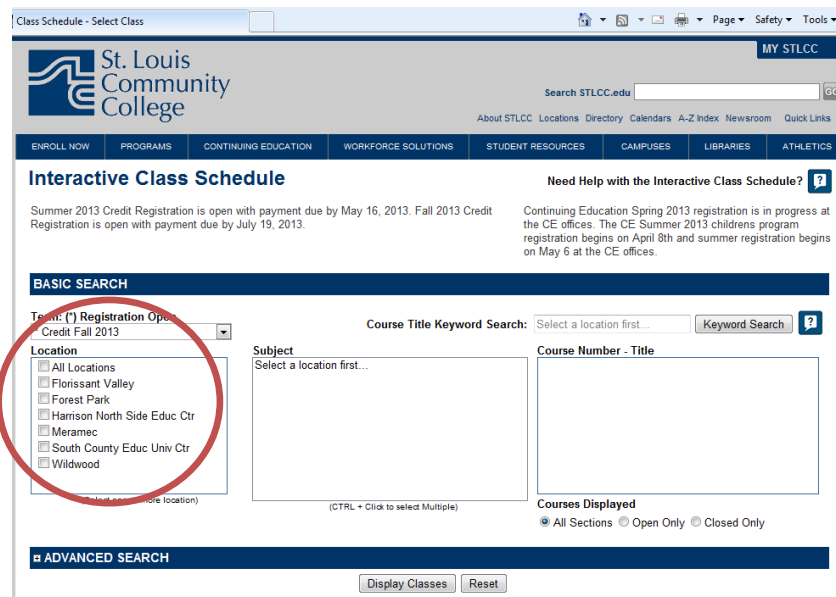 Class Schedule - Select Class
Page Safety Tools
MY STLCC
St. Louis
Community
College
Search STLCC.edu
About STLCC Locations Directory Calendars A-Z Index Newsroom Quick Links
ENROLL NOW PROGRAMS CONTINUING EDUCATION WORKFORCE SOLUTIONS STUDENT RESOURCES CAMPUSES LIBRARIES ATHLETICS
Interactive Class Schedule
Need Help with the Interactive Class Schedule? ?
Summer 2013 Credit Registration is open with payment due by May 16, 2013. Fall 2013 Credit
Registration is open with payment due by July 19, 2013.
Continuing Education Spring 2013 registration is in progress at
the CE offices. The CE Summer 2013 childrens program
registration begins on April 8th and summer registration begins
on May 6 at the CE offices.
BASIC SEARCH
Term: (*) Registration Open
* Credit Fall 2013
Course Title Keyword Search: Select a location first... Keyword Search ?
Location
All Locations
Florissant Valley
Forest Park
Harrison North Side Educ Ctr
Meramec
South County Educ Univ Ctr
Wildwood
Subject
Select a location first...
(CTRL + Click to select Multiple)
Course Number - Title
Courses Displayed
All Sections Open Only Closed Only
ADVANCED SEARCH
Display Classes Reset